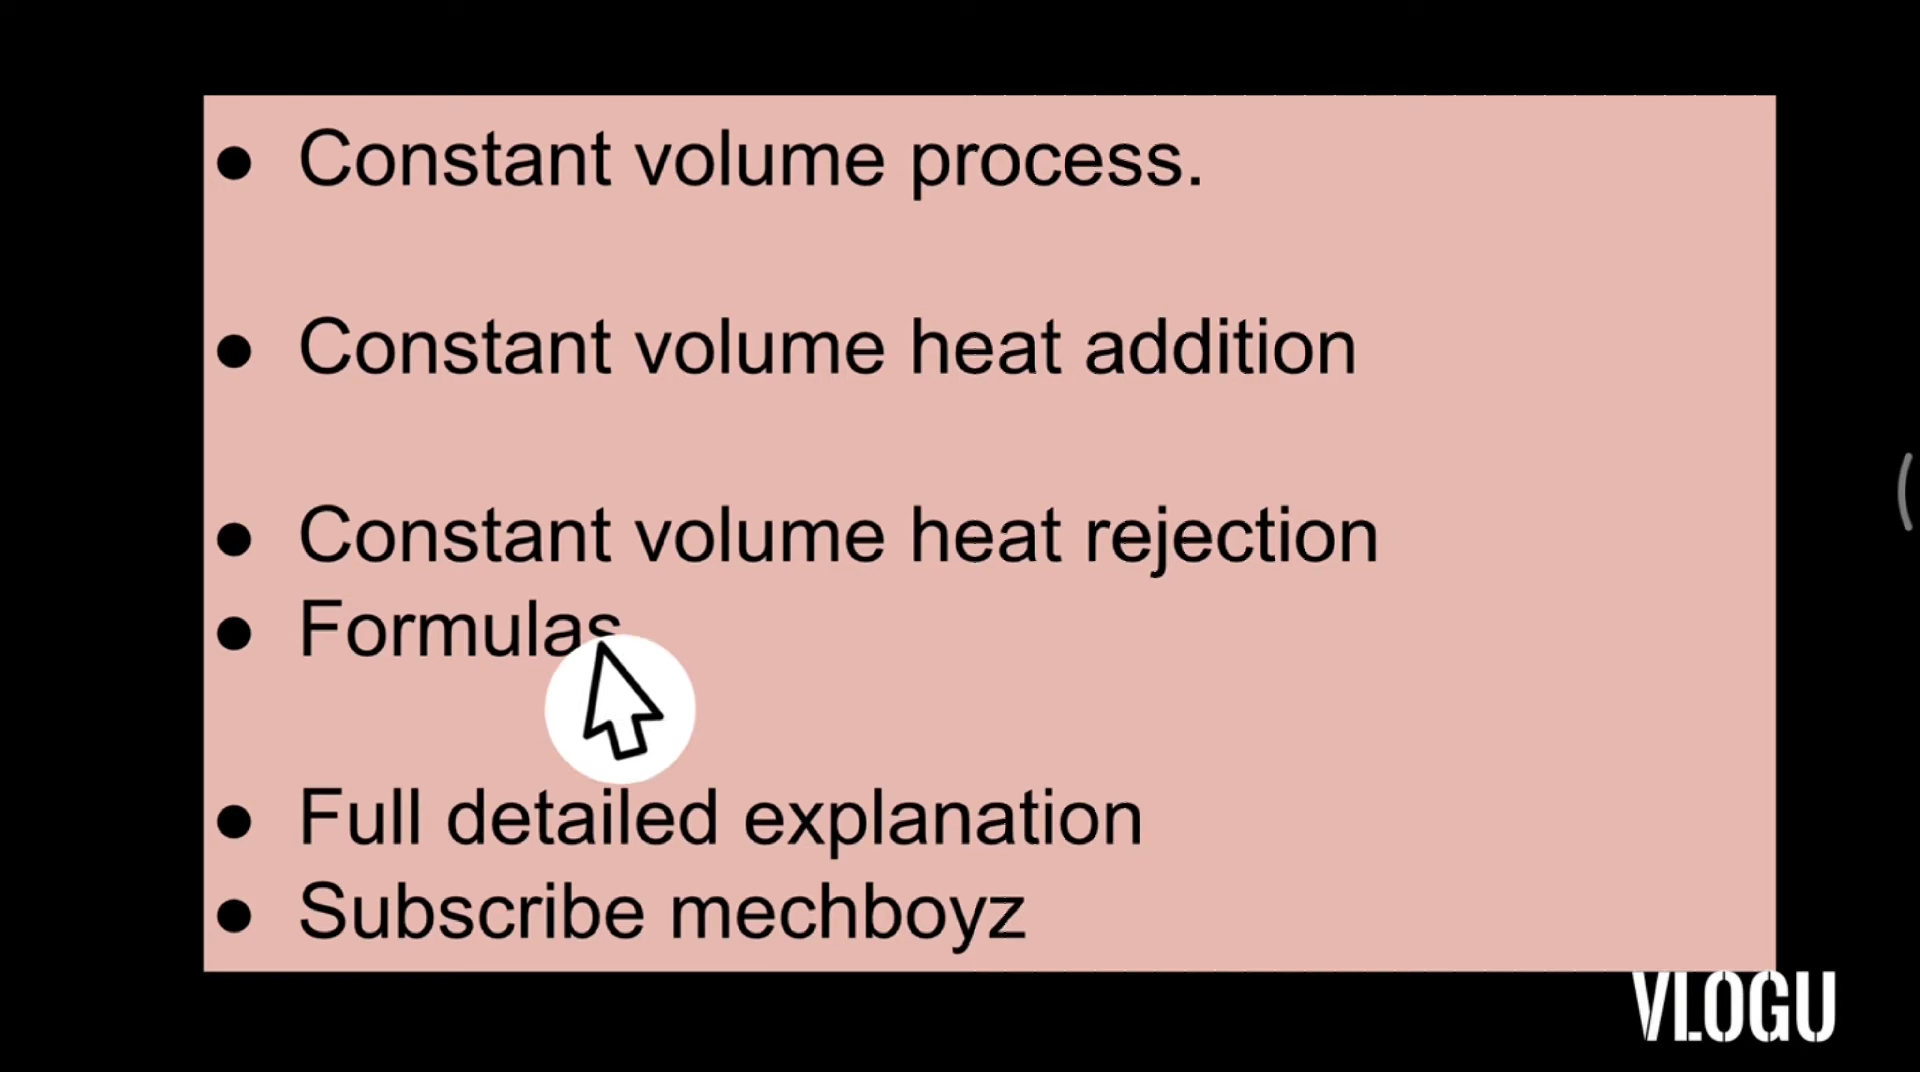 ● Constant volume process.
● Constant volume heat addition
● Constant volume heat rejection
● Formulas
● Full detailed explanation
● Subscribe mechboyz
VLOGU